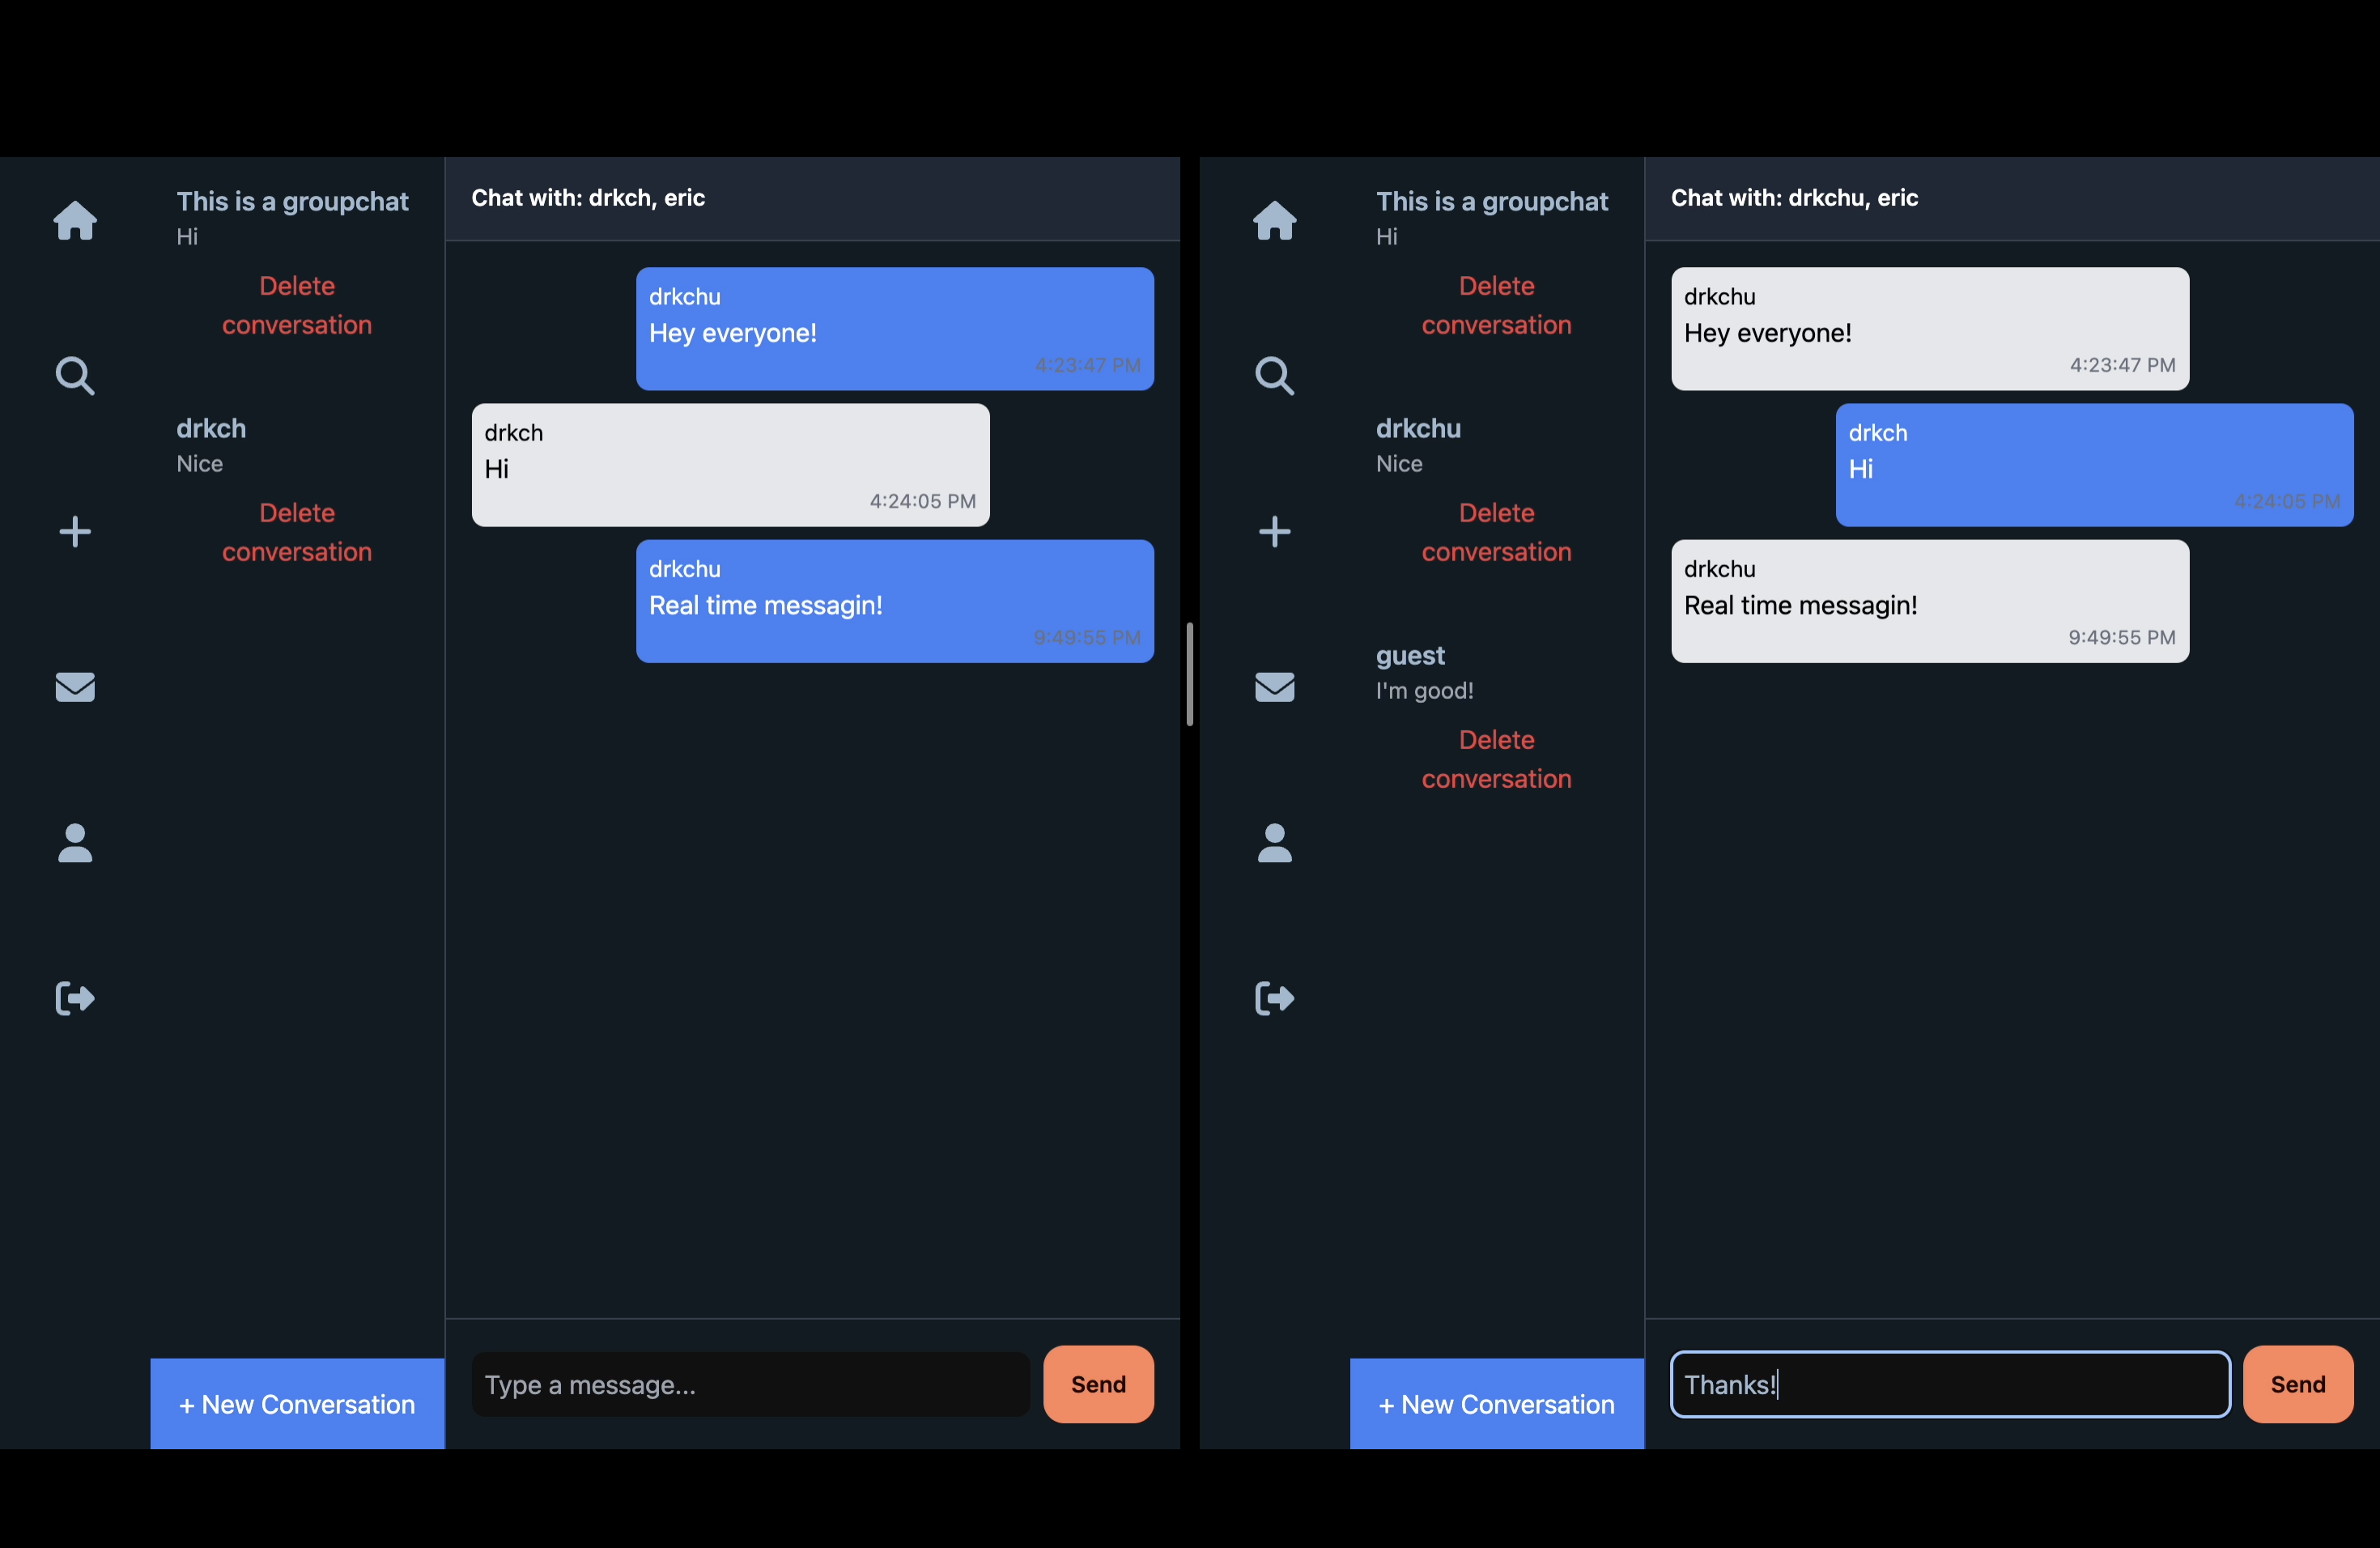 This is a groupchat
Hi
Delete
conversation
drkch
Nice
Delete
conversation
+ New Conversation
Chat with: drkch, eric
drkchu
Hey everyone!
4:23:47 PM
drkch
Hi
4:24:05 PM
drkchu
Real time messagin!
9:49:55 PM
Type a message...
Send
This is a groupchat
Hi
Delete
conversation
drkchu
Nice
Delete
conversation
guest
I'm good!
Delete
conversation
+ New Conversation
Chat with: drkchu, eric
drkchu
Hey everyone!
4:23:47 PM
drkch
Hi
4:24:05 PM
drkchu
Real time messagin!
9:49:55 PM
Thanks!
Send